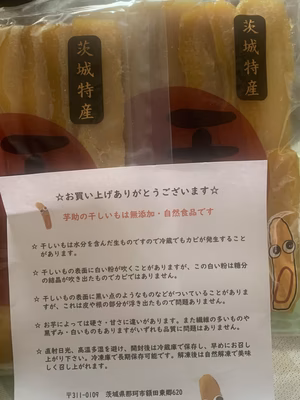 茨城特産
茨城特産
☆お買い上げありがとうございます☆
芋助の干しいもは無添加・自然食品です
☆ 干しいもは水分を含んだ生ものですので冷蔵でもカビが発生すること
があります。
☆ 干しいもの表面に白い粉が吹くことがありますが、この白い粉は糖分
の結晶が吹き出たものでカビではありません。
☆ 干しいもの表面に黒い点のようなものなどがついていることがありま
すが、これは皮や根の部分が浮き出たもので問題ありません。
☆ お芋によっては硬さ・甘さに違いがあります。また繊維の多いものや
黒ずみ・白いものもありますがいずれも品質に問題はありません。
☆ 直射日光、高温多湿を避け、開封後は冷蔵庫で保存し、早めにお召し
上がり下さい。冷凍庫で長期保存可能です。解凍後は自然解凍で美味
しく召し上がれます。
〒311-0109 茨城県那珂市額田東郷620